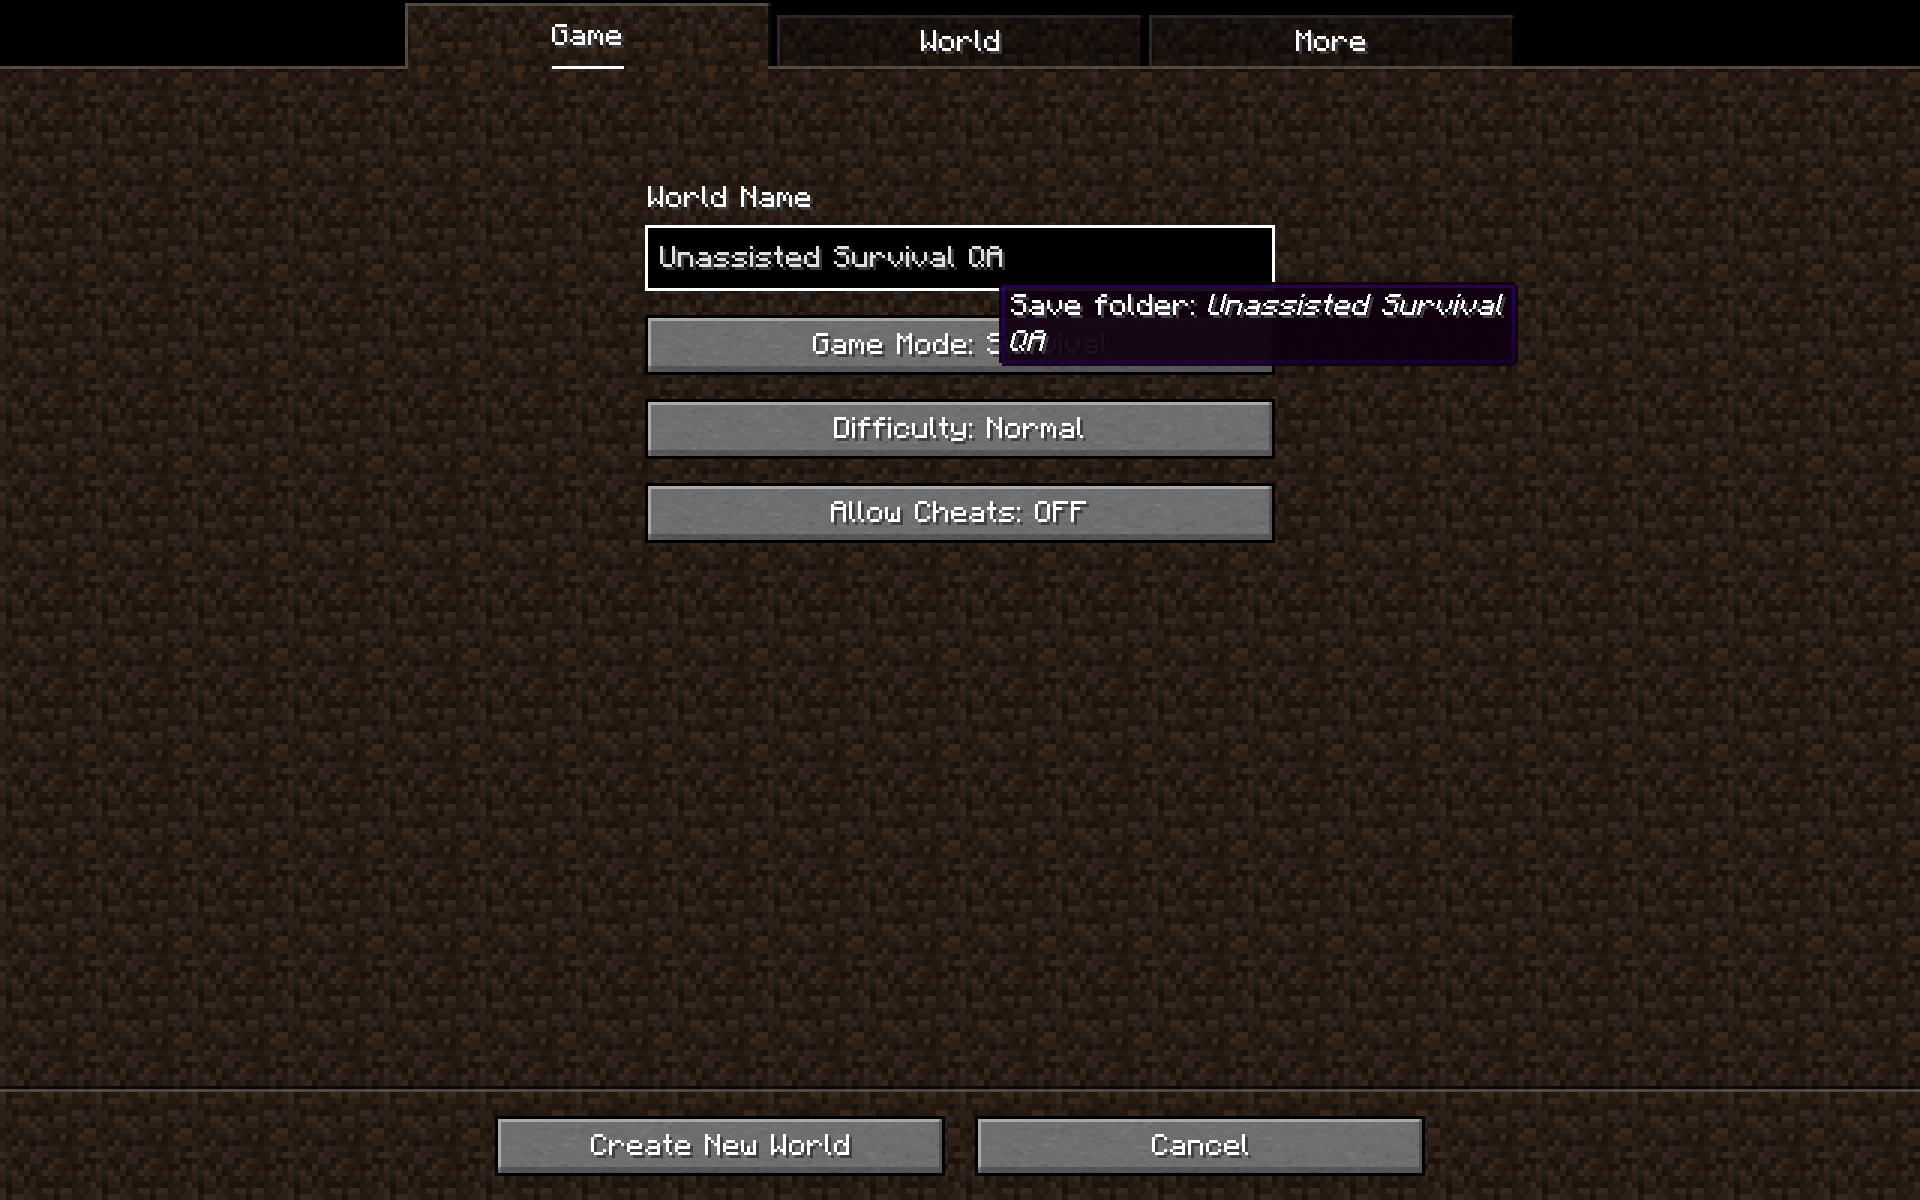 Game
World
More
World Name
Unassisted Survival QA
Save folder: Unassisted Survival
QA
Game Mode: Survival
Difficulty: Normal
Allow Cheats: OFF
Create New World
Cancel